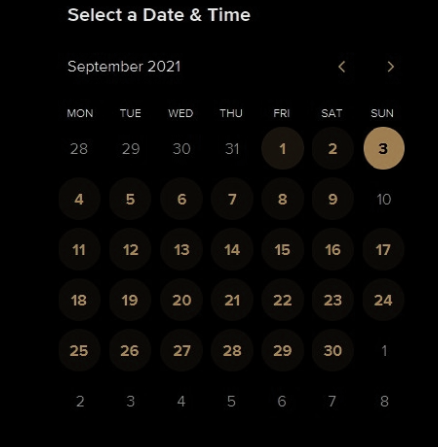 Select a Date & Time
September 2021
MON TUE WED THU FRI SAT SUN
28 29 30 31 1 2 3
4 5 6 7 8 9 10
11 12 13 14 15 16 17
18 19 20 21 22 23 24
25 26 27 28 29 30 1
2 3 4 5 6 7 8